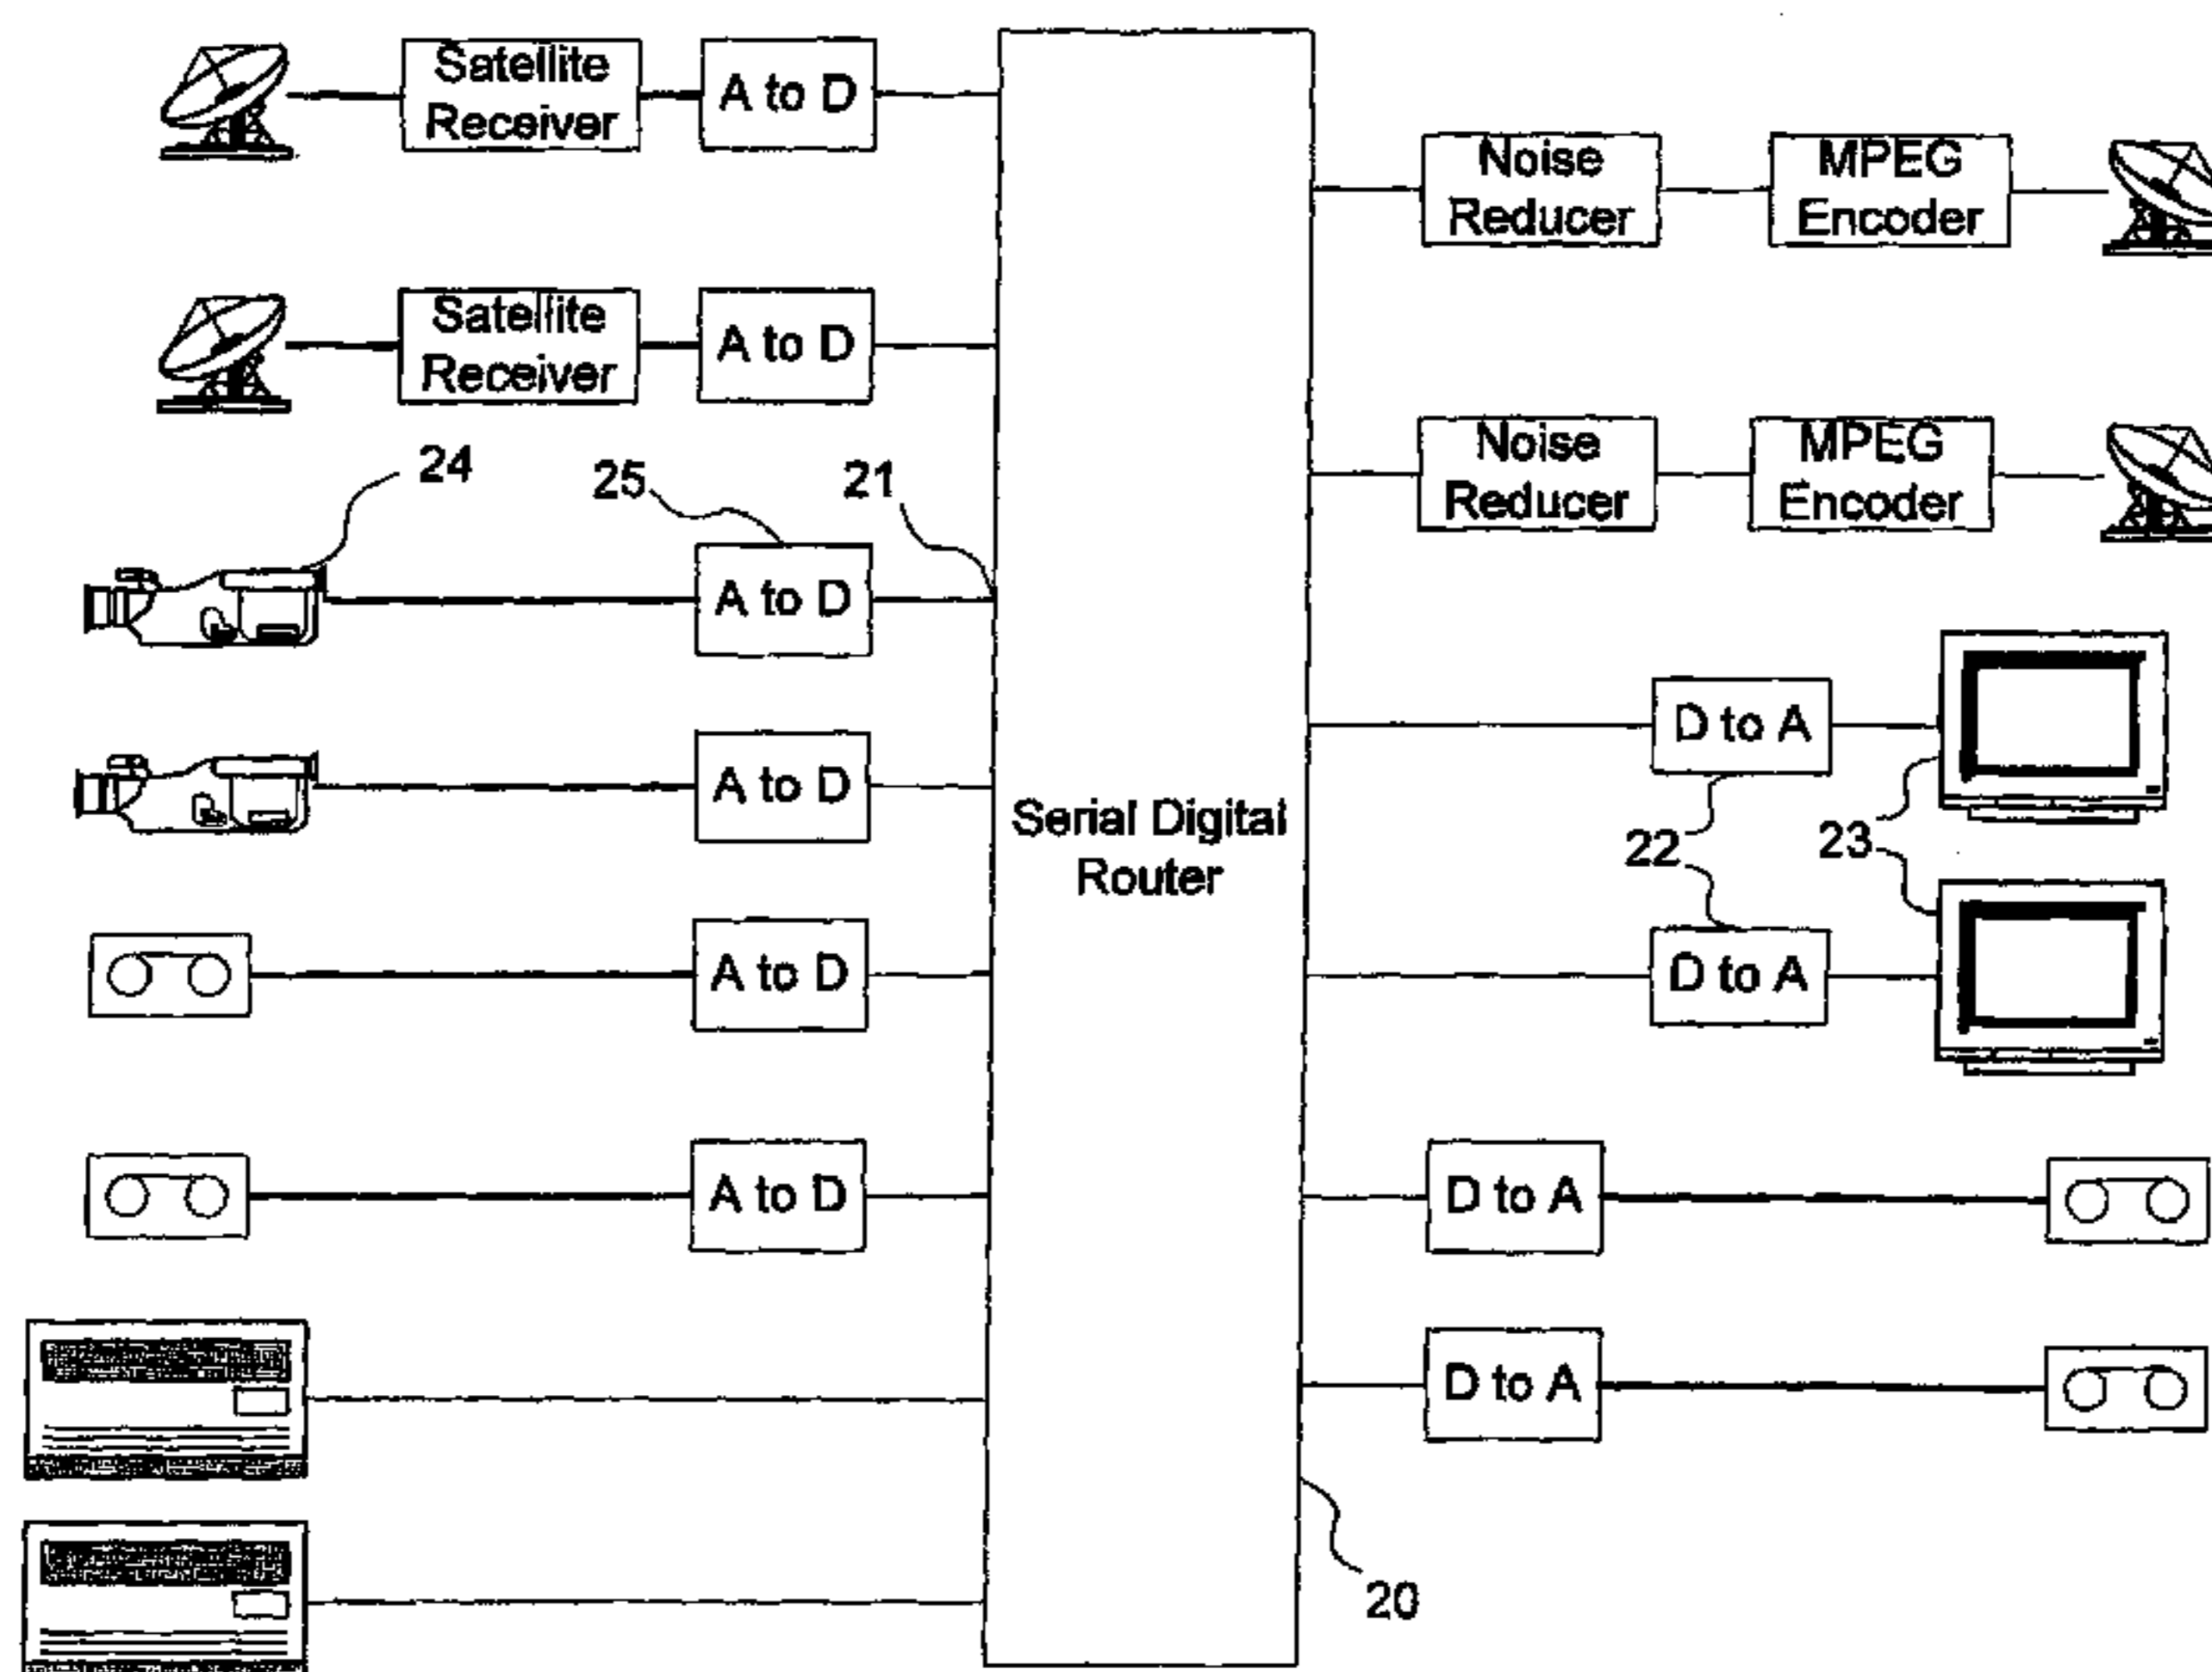 Satellite
Receiver
A to D
Noise
Reducer
MPEG
Encoder
Satellite
Receiver
A to D
Noise
Reducer
MPEG
Encoder
24
25
21
A to D
D to A
A to D
Serial Digital
Router
22
23
A to D
D to A
A to D
D to A
D to A
20